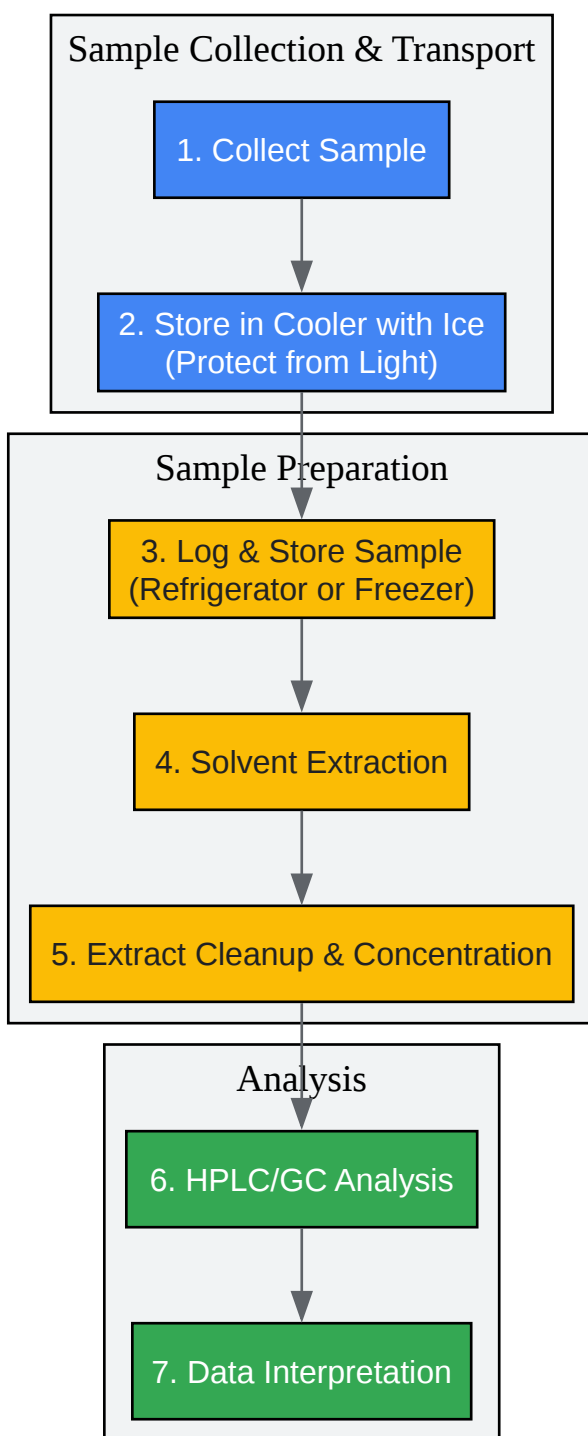 Sample Collection & Transport
1. Collect Sample
2. Store in Cooler with Ice
(Protect from Light)
Sample Preparation
3. Log & Store Sample
(Refrigerator or Freezer)
4. Solvent Extraction
5. Extract Cleanup & Concentration
Analysis
6. HPLC/GC Analysis
7. Data Interpretation